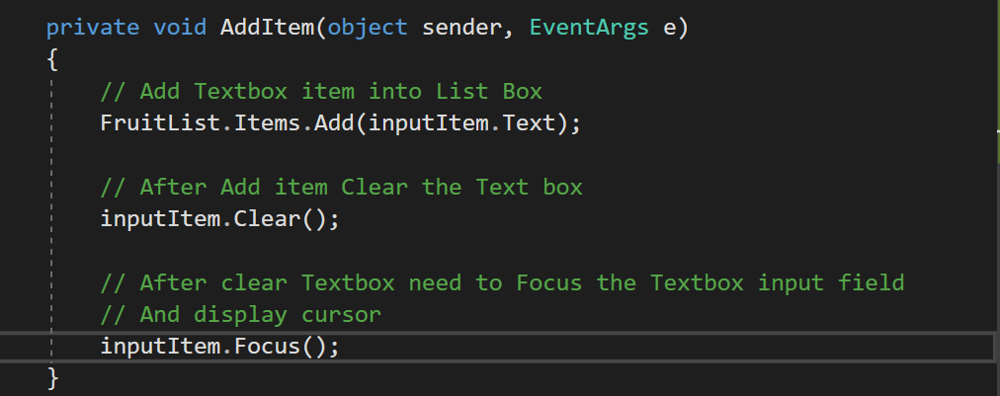 private void AddItem(object sender, EventArgs e)
{
// Add Textbox item into List Box
FruitList.Items.Add(inputItem.Text);
// After Add item Clear the Text box
inputItem.Clear();
// After clear Textbox need to Focus the Textbox input field
// And display cursor
inputItem.Focus();
}